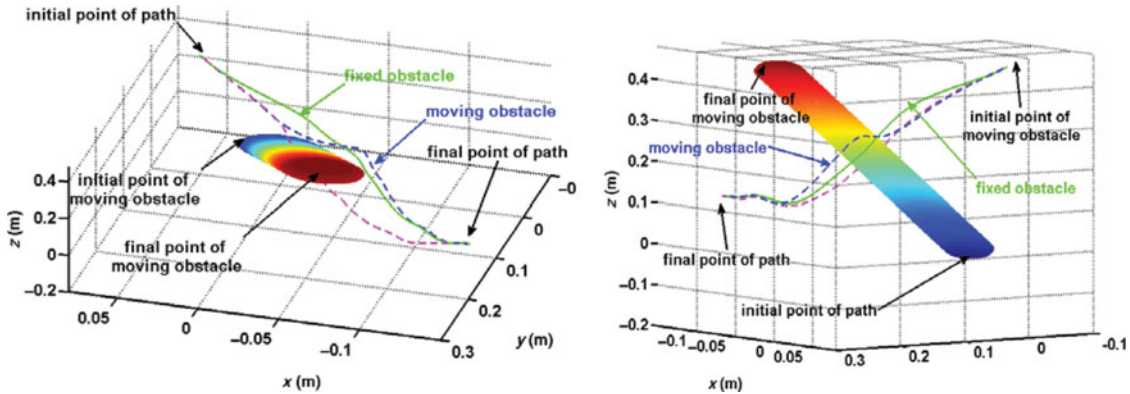 initial point of path
fixed obstacle
moving obstacle
final point of path
initial point of
moving obstacle
final point of
moving obstacle
0.4
0.2
0
–0.2
z (m)
0.05
0
–0.05
–0.1
x (m)
0.3
0.2
0.1
0
–0
y (m)
0.4
0.3
0.2
0.1
0
–0.1
–0.2
z (m)
final point of
moving obstacle
initial point of
moving obstacle
moving obstacle
fixed obstacle
final point of path
initial point of path
–0.1
–0.05
0
0.05
0.3
0.2
0.1
0
-0.1
x (m)